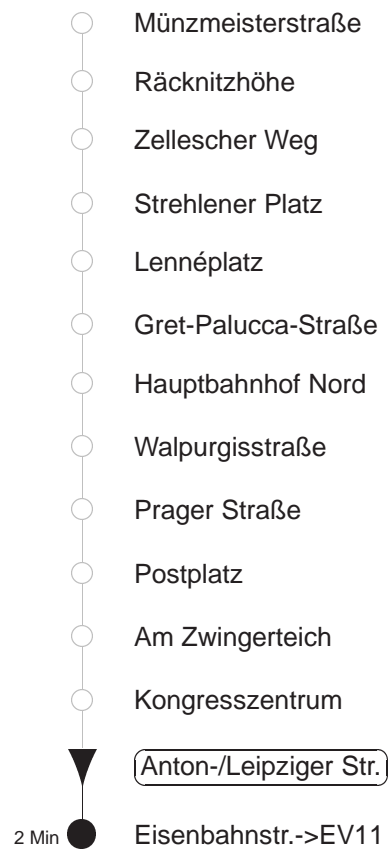 Münzmeisterstraße
Räcknitzhöhe
Zellescher Weg
Strehlener Platz
Lennéplatz
Gret-Palucca-Straße
Hauptbahnhof Nord
Walpurgisstraße
Prager Straße
Postplatz
Am Zwingerteich
Kongresszentrum
Anton-/Leipziger Str.
2 Min Eisenbahnstr.->EV11